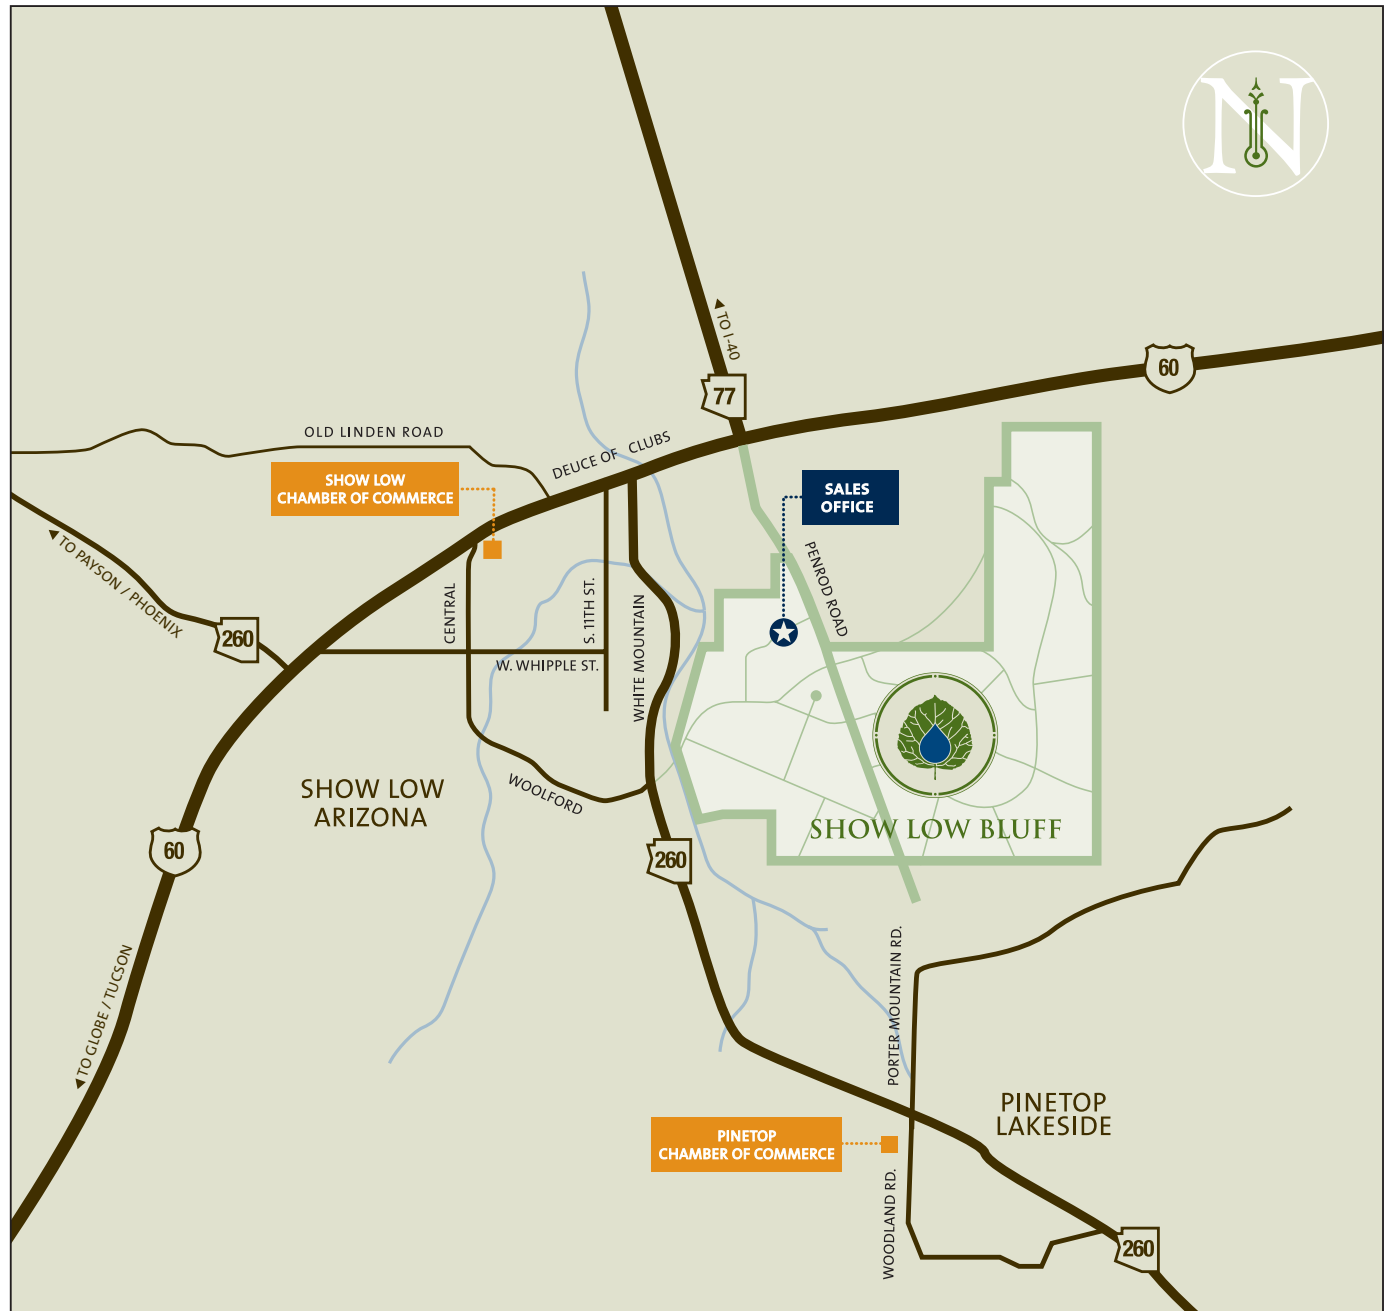 N
TO I-40
60
77
OLD LINDEN ROAD
DEUCE OF CLUBS
SHOW LOW
CHAMBER OF COMMERCE
SALES
OFFICE
TO PAYSON / PHOENIX
260
CENTRAL
S. 11TH ST.
W. WHIPPLE ST.
WHITE MOUNTAIN
PENROD ROAD
SHOW LOW
ARIZONA
WOOLFORD
SHOW LOW BLUFF
60
260
TO GLOBE / TUCSON
PORTER MOUNTAIN RD.
PINETOP
LAKESIDE
PINETOP
CHAMBER OF COMMERCE
WOODLAND RD.
260